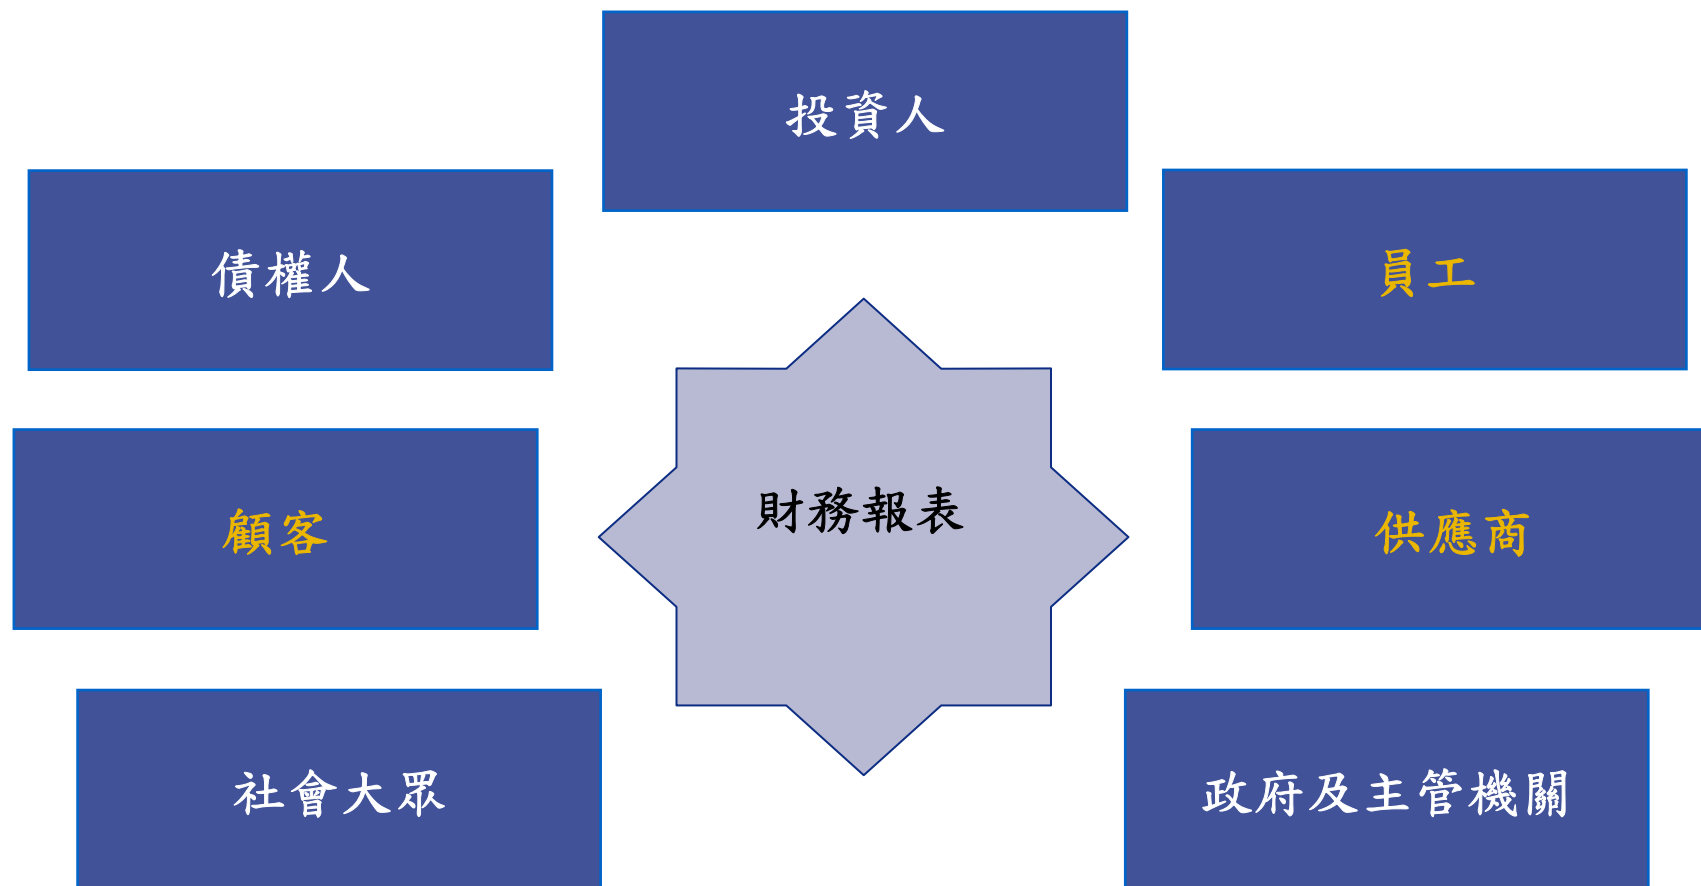 投資人
債權人
員工
財務報表
顧客
供應商
社會大眾
政府及主管機關